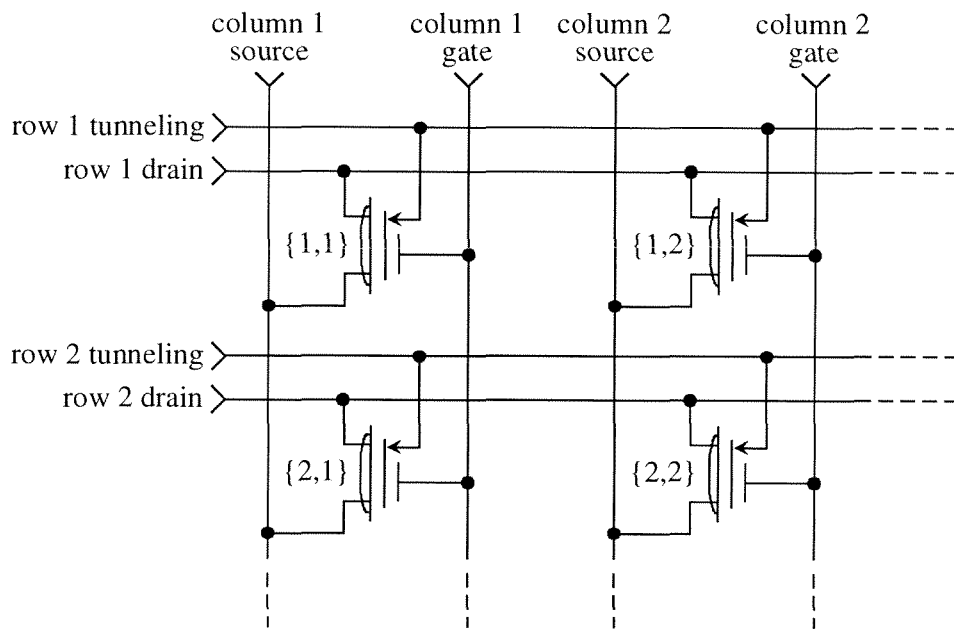 column 1
source
column 1
gate
column 2
source
column 2
gate
row 1 tunneling
row 1 drain
{1,1}
{1,2}
row 2 tunneling
row 2 drain
{2,1}
{2,2}